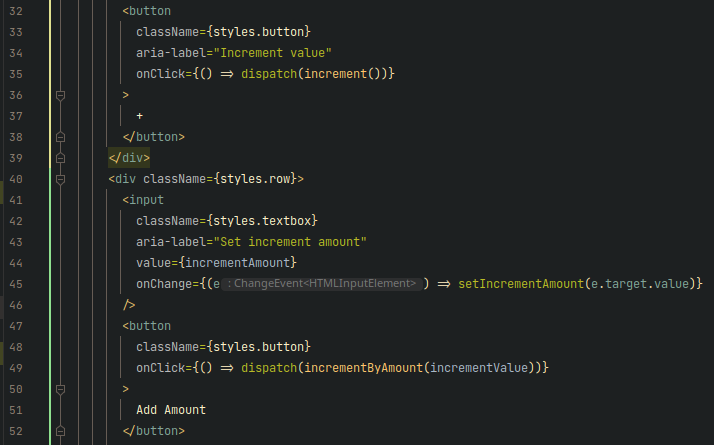 32 <button
33 className={styles.button}
34 aria-label="Increment value"
35 onClick={() => dispatch(increment())}
36 >
37 +
38 </button>
39 </div>
40 <div className={styles.row}>
41 <input
42 className={styles.textbox}
43 aria-label="Set increment amount"
44 value={incrementAmount}
45 onChange={(e : ChangeEvent<HTMLInputElement> ) => setIncrementAmount(e.target.value)}
46 />
47 <button
48 className={styles.button}
49 onClick={() => dispatch(incrementByAmount(incrementValue))}
50 >
51 Add Amount
52 </button>